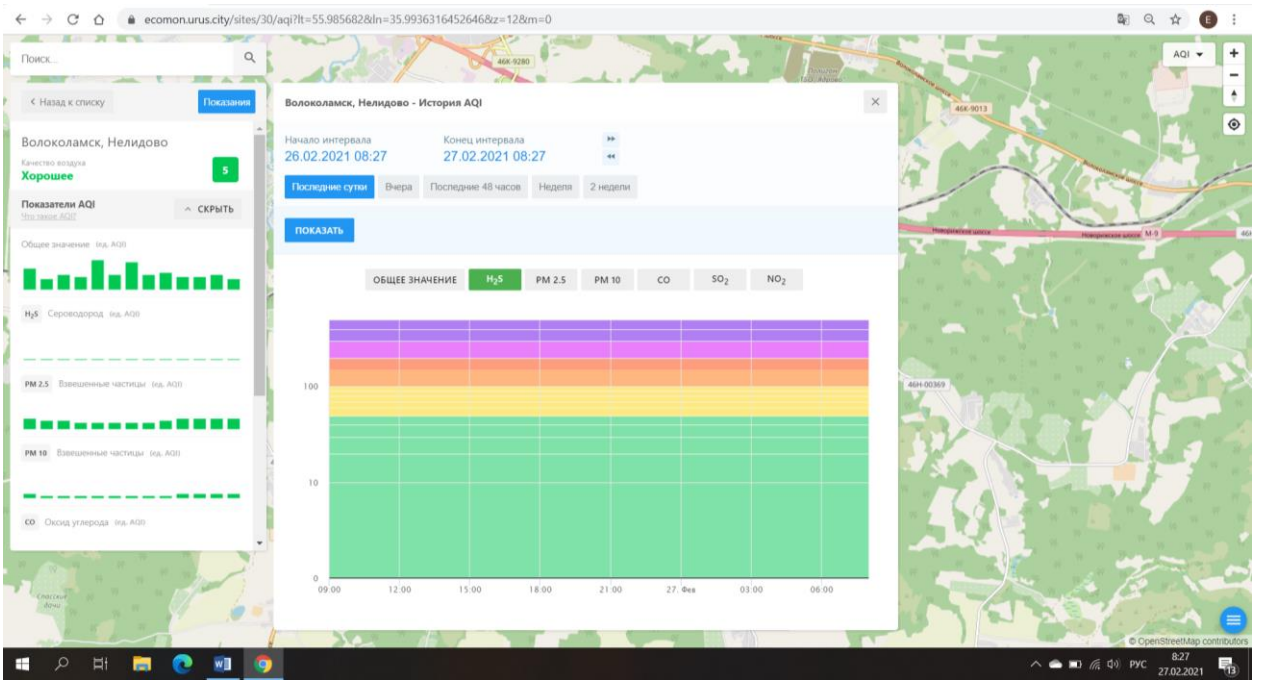 ecomon.urus.city/sites/30/aqi?lt=55.985682&ln=35.9936316452646&z=12&m=0
E
Поиск...
46К-9280
AQI
+
−
< Назад к списку
Показания
Волоколамск, Нелидово - История AQI
×
46К-9013
Волоколамск, Нелидово
Качество воздуха
Хорошее
5
Начало интервала
Конец интервала
26.02.2021 08:27
27.02.2021 08:27
Последние сутки
Вчера
Последние 48 часов
Неделя
2 недели
Показатели AQI
Что такое AQI?
СКРЫТЬ
ПОКАЗАТЬ
Новорижское шоссе
Новорижское шоссе
М-9
Общее значение (ед. AQI)
ОБЩЕЕ ЗНАЧЕНИЕ
H₂S
PM 2.5
PM 10
CO
SO₂
NO₂
H₂S Сероводород (ед. AQI)
PM 2.5 Взвешенные частицы (ед. AQI)
100
46Н-00369
PM 10 Взвешенные частицы (ед. AQI)
10
CO Оксид углерода (ед. AQI)
0
09:00
12:00
15:00
18:00
21:00
27. Фев
03:00
06:00
Спасские дачи
© OpenStreetMap contributors
РУС
8:27
27.02.2021
13